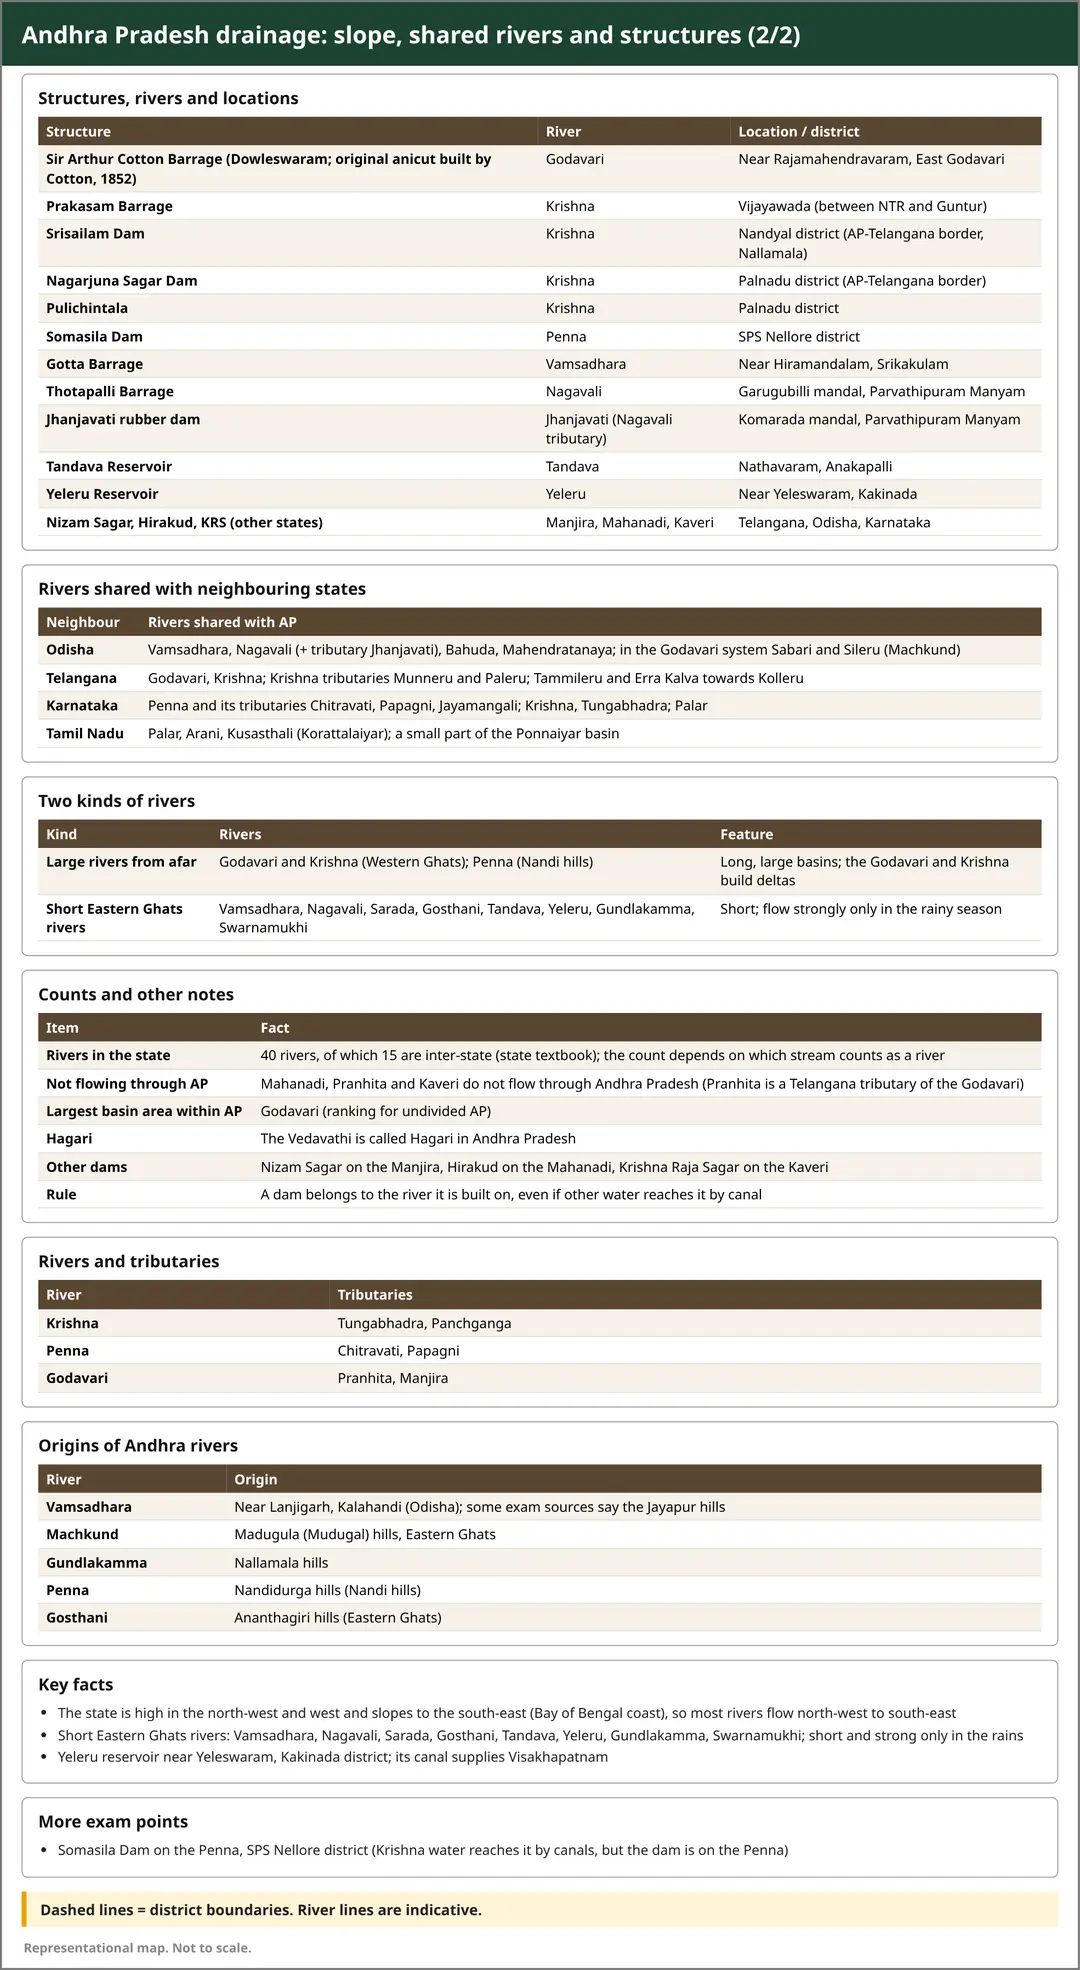 Andhra Pradesh drainage: slope, shared rivers and structures (2/2)
Structures, rivers and locations
Structure River Location / district
Sir Arthur Cotton Barrage (Dowleswaram; original anicut built by Godavari Near Rajamahendravaram, East Godavari
Cotton, 1852)
Prakasam Barrage Krishna Vijayawada (between NTR and Guntur)
Srisailam Dam Krishna Nandyal district (AP-Telangana border,
Nallamala)
Nagarjuna Sagar Dam Krishna Palnadu district (AP-Telangana border)
Pulichintala Krishna Palnadu district
Somasila Dam Penna SPS Nellore district
Gotta Barrage Vamsadhara Near Hiramandalam, Srikakulam
Thotapalli Barrage Nagavali Garugubilli mandal, Parvathipuram Manyam
Jhanjavati rubber dam Jhanjavati (Nagavali Komarada mandal, Parvathipuram Manyam
tributary)
Tandava Reservoir Tandava Nathavaram, Anakapalli
Yeleru Reservoir Yeleru Near Yeleswaram, Kakinada
Nizam Sagar, Hirakud, KRS (other states) Manjira, Mahanadi, Kaveri Telangana, Odisha, Karnataka
Rivers shared with neighbouring states
Neighbour Rivers shared with AP
Odisha Vamsadhara, Nagavali (+ tributary Jhanjavati), Bahuda, Mahendratanaya; in the Godavari system Sabari and Sileru (Machkund)
Telangana Godavari, Krishna; Krishna tributaries Munneru and Paleru; Tammileru and Erra Kalva towards Kolleru
Karnataka Penna and its tributaries Chitravati, Papagni, Jayamangali; Krishna, Tungabhadra; Palar
Tamil Nadu Palar, Arani, Kusasthali (Korattalaiyar); a small part of the Ponnaiyar basin
Two kinds of rivers
Kind Rivers Feature
Large rivers from afar Godavari and Krishna (Western Ghats); Penna (Nandi hills) Long, large basins; the Godavari and Krishna
build deltas
Short Eastern Ghats Vamsadhara, Nagavali, Sarada, Gosthani, Tandava, Yeleru, Gundlakamma, Short; flow strongly only in the rainy season
rivers Swarnamukhi
Counts and other notes
Item Fact
Rivers in the state 40 rivers, of which 15 are inter-state (state textbook); the count depends on which stream counts as a river
Not flowing through AP Mahanadi, Pranhita and Kaveri do not flow through Andhra Pradesh (Pranhita is a Telangana tributary of the Godavari)
Largest basin area within AP Godavari (ranking for undivided AP)
Hagari The Vedavathi is called Hagari in Andhra Pradesh
Other dams Nizam Sagar on the Manjira, Hirakud on the Mahanadi, Krishna Raja Sagar on the Kaveri
Rule A dam belongs to the river it is built on, even if other water reaches it by canal
Rivers and tributaries
River Tributaries
Krishna Tungabhadra, Panchganga
Penna Chitravati, Papagni
Godavari Pranhita, Manjira
Origins of Andhra rivers
River Origin
Vamsadhara Near Lanjigarh, Kalahandi (Odisha); some exam sources say the Jayapur hills
Machkund Madugula (Mudugal) hills, Eastern Ghats
Gundlakamma Nallamala hills
Penna Nandidurga hills (Nandi hills)
Gosthani Ananthagiri hills (Eastern Ghats)
Key facts
• The state is high in the north-west and west and slopes to the south-east (Bay of Bengal coast), so most rivers flow north-west to south-east
• Short Eastern Ghats rivers: Vamsadhara, Nagavali, Sarada, Gosthani, Tandava, Yeleru, Gundlakamma, Swarnamukhi; short and strong only in the rains
• Yeleru reservoir near Yeleswaram, Kakinada district; its canal supplies Visakhapatnam
More exam points
• Somasila Dam on the Penna, SPS Nellore district (Krishna water reaches it by canals, but the dam is on the Penna)
Dashed lines = district boundaries. River lines are indicative.
Representational map. Not to scale.